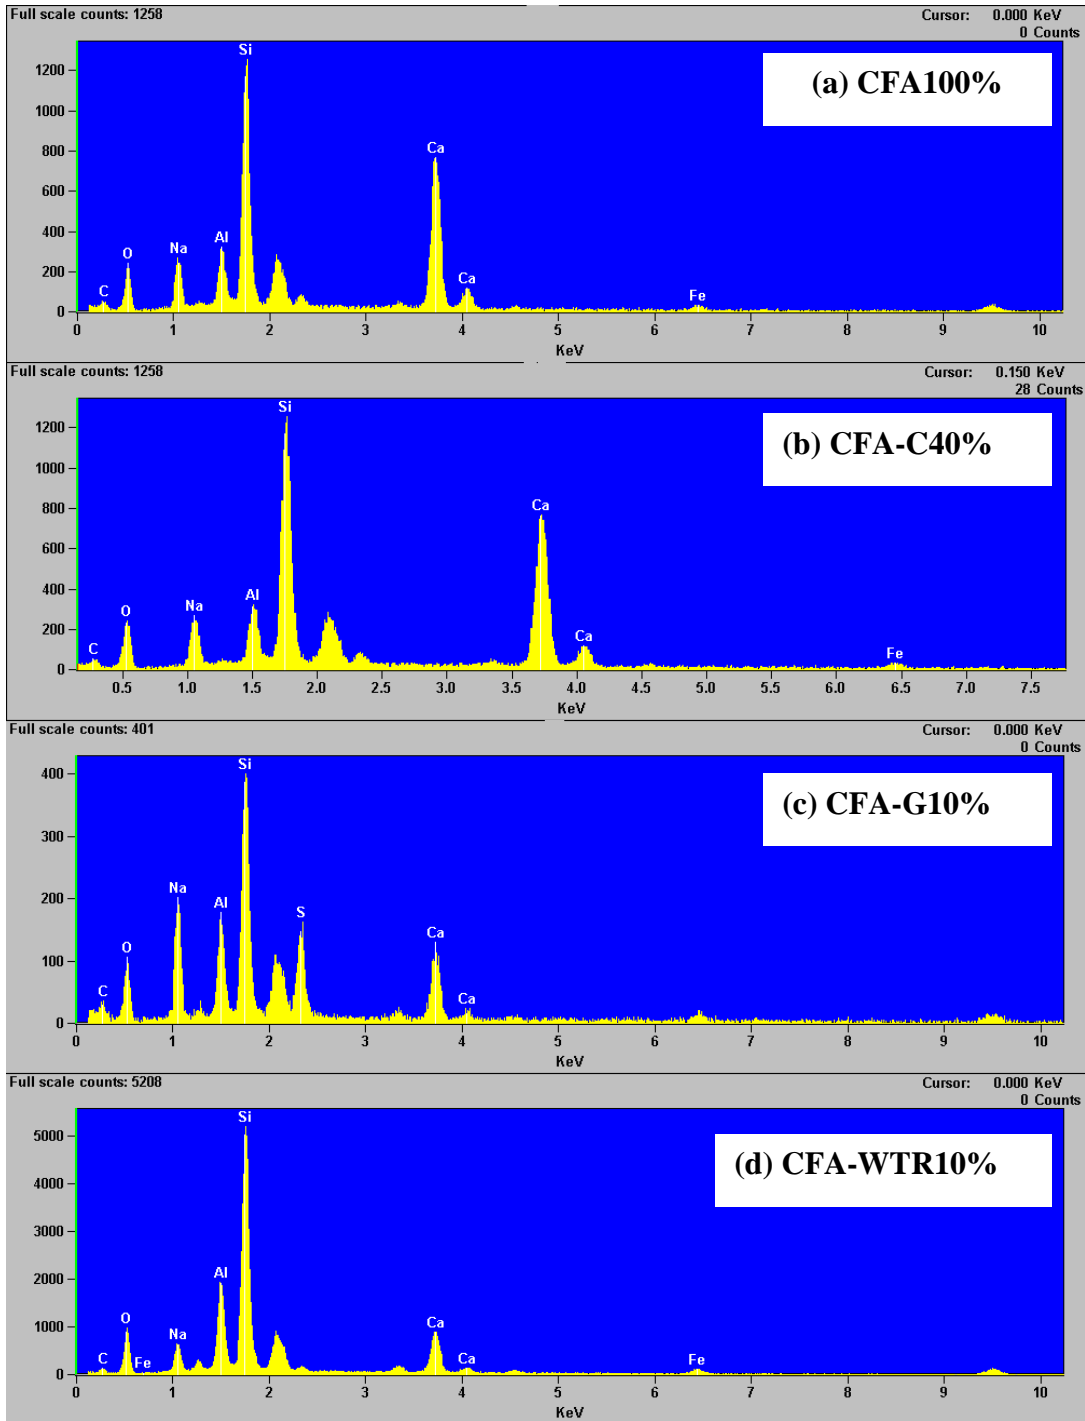 Full scale counts: 1258 Cursor: 0.000 KeV
0 Counts
(a) CFA100%
Si
Ca
O Na Al
C Ca Fe
1200
1000
800
600
400
200
0
0 1 2 3 4 5 6 7 8 9 10
KeV
Full scale counts: 1258 Cursor: 0.150 KeV
28 Counts
(b) CFA-C40%
Si
Ca
O Na Al
C Ca Fe
1200
1000
800
600
400
200
0
0.5 1.0 1.5 2.0 2.5 3.0 3.5 4.0 4.5 5.0 5.5 6.0 6.5 7.0 7.5
KeV
Full scale counts: 401 Cursor: 0.000 KeV
0 Counts
(c) CFA-G10%
Si
Na Al S
O Ca
C Ca
400
300
200
100
0
0 1 2 3 4 5 6 7 8 9 10
KeV
Full scale counts: 5208 Cursor: 0.000 KeV
0 Counts
(d) CFA-WTR10%
Si
Al
O Na Ca
C Fe Ca Fe
5000
4000
3000
2000
1000
0
0 1 2 3 4 5 6 7 8 9 10
KeV